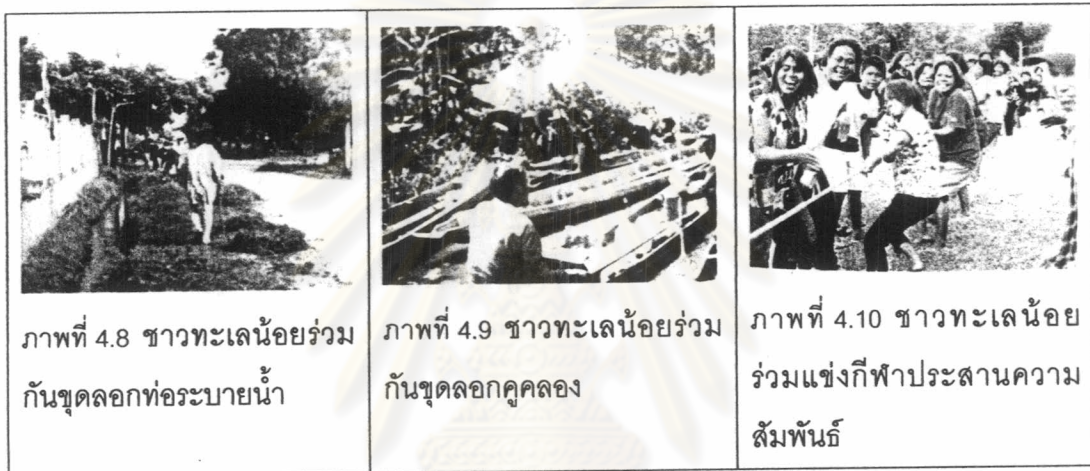 ภาพที่ 4.8 ชาวทะเลน้อยร่วม
กันขุดลอกท่อระบายน้ำ
ภาพที่ 4.9 ชาวทะเลน้อยร่วม
กันขุดลอกคูคลอง
ภาพที่ 4.10 ชาวทะเลน้อย
ร่วมแข่งกีฬาประสานความ
สัมพันธ์